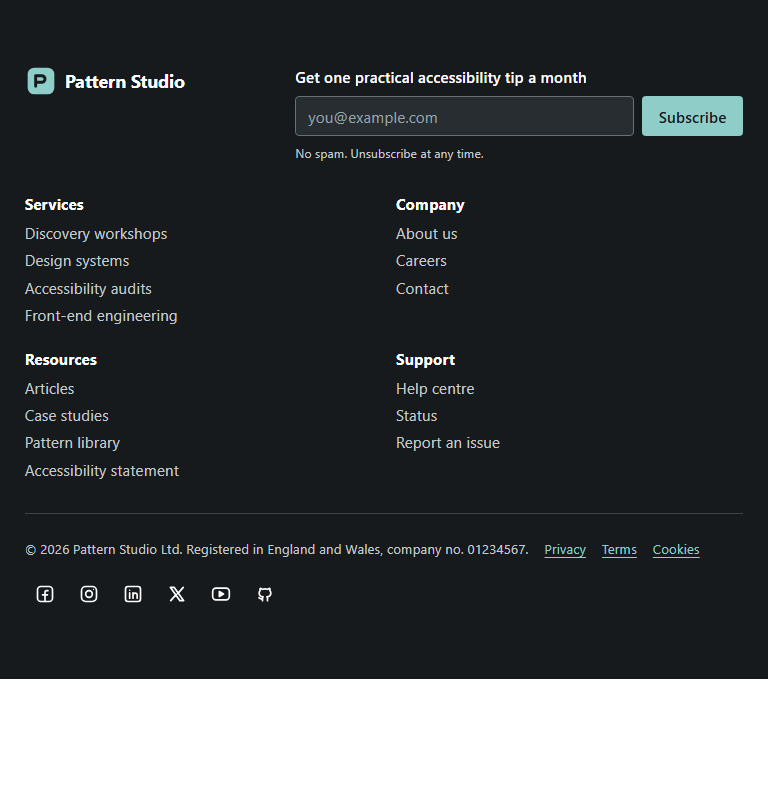 Pattern Studio
Get one practical accessibility tip a month
you@example.com
Subscribe
No spam. Unsubscribe at any time.
Services
Discovery workshops
Design systems
Accessibility audits
Front-end engineering
Company
About us
Careers
Contact
Resources
Articles
Case studies
Pattern library
Accessibility statement
Support
Help centre
Status
Report an issue
© 2026 Pattern Studio Ltd. Registered in England and Wales, company no. 01234567. Privacy Terms Cookies